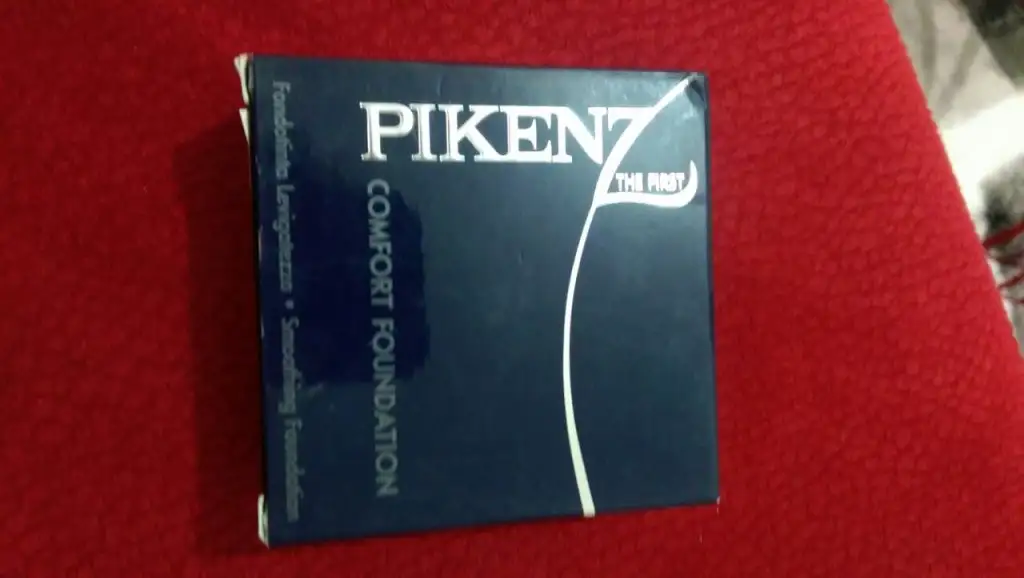 PIKENZ
THE FIRST
COMFORT FOUNDATION
Fondotinta Levigatezza • Smoothing Foundation